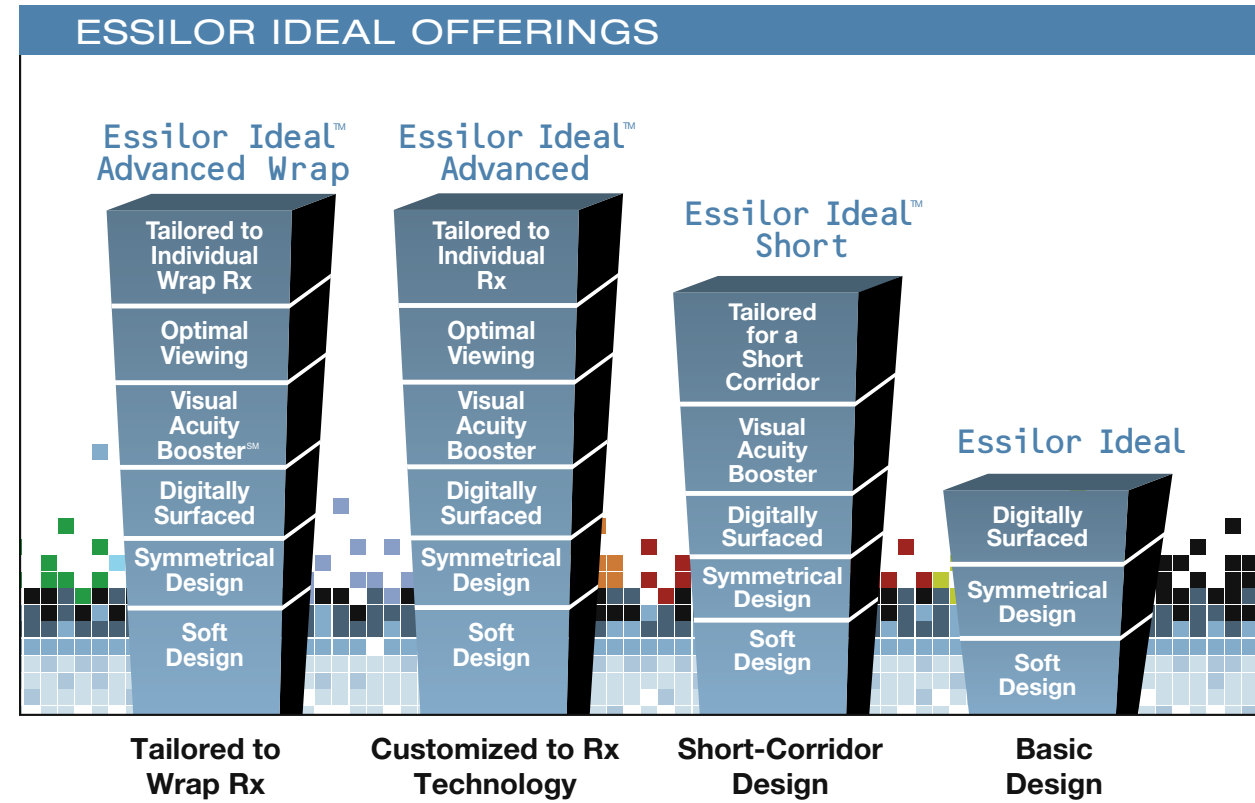 ESSILOR IDEAL OFFERINGS
Essilor Ideal™
Advanced Wrap
Tailored to
Individual
Wrap Rx
Optimal
Viewing
Visual
Acuity
Booster℠
Digitally
Surfaced
Symmetrical
Design
Soft
Design
Tailored to
Wrap Rx
Essilor Ideal™
Advanced
Tailored to
Individual
Rx
Optimal
Viewing
Visual
Acuity
Booster
Digitally
Surfaced
Symmetrical
Design
Soft
Design
Customized to Rx
Technology
Essilor Ideal™
Short
Tailored
for a
Short
Corridor
Visual
Acuity
Booster
Digitally
Surfaced
Symmetrical
Design
Soft
Design
Short-Corridor
Design
Essilor Ideal
Digitally
Surfaced
Symmetrical
Design
Soft
Design
Basic
Design